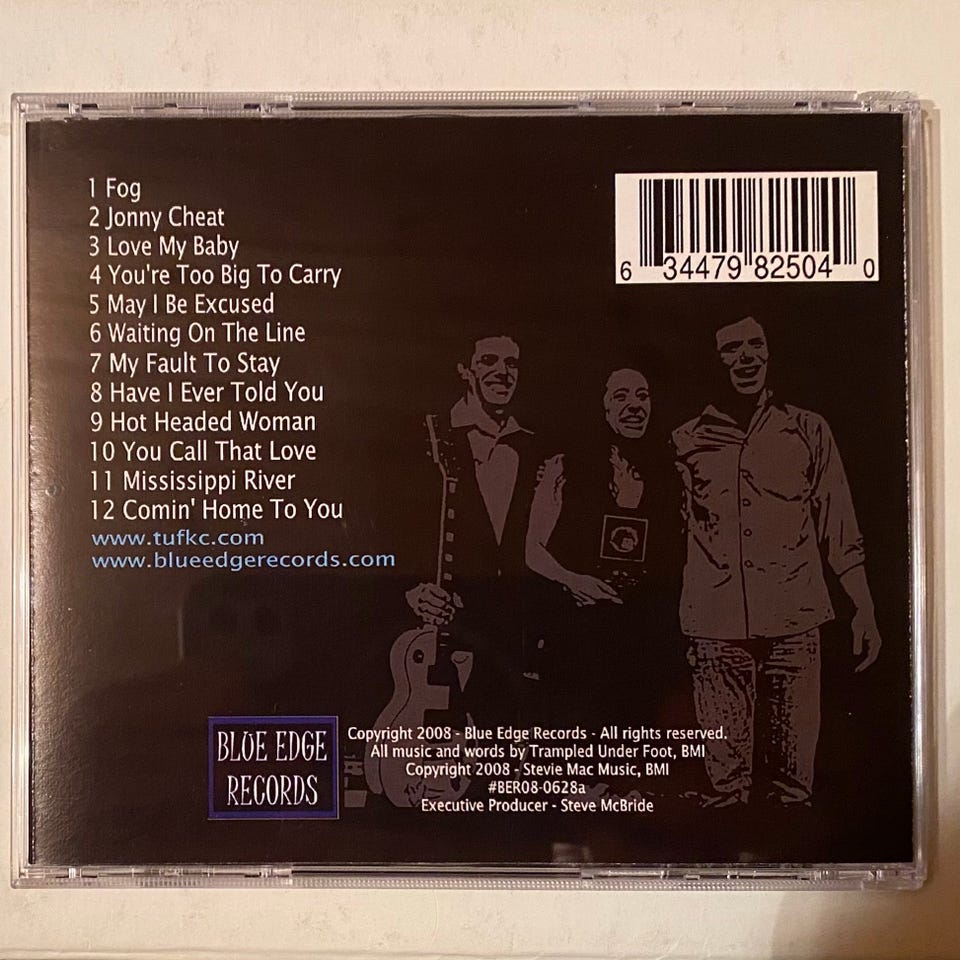 1 Fog
2 Jonny Cheat
3 Love My Baby
4 You're Too Big To Carry
5 May I Be Excused
6 Waiting On The Line
7 My Fault To Stay
8 Have I Ever Told You
9 Hot Headed Woman
10 You Call That Love
11 Mississippi River
12 Comin' Home To You
www.tufkc.com
www.blueedgerecords.com
6 34479 82504 0
BLUE EDGE
RECORDS
Copyright 2008 - Blue Edge Records - All rights reserved.
All music and words by Trampled Under Foot, BMI
Copyright 2008 - Stevie Mac Music, BMI
#BER08-0628a
Executive Producer - Steve McBride